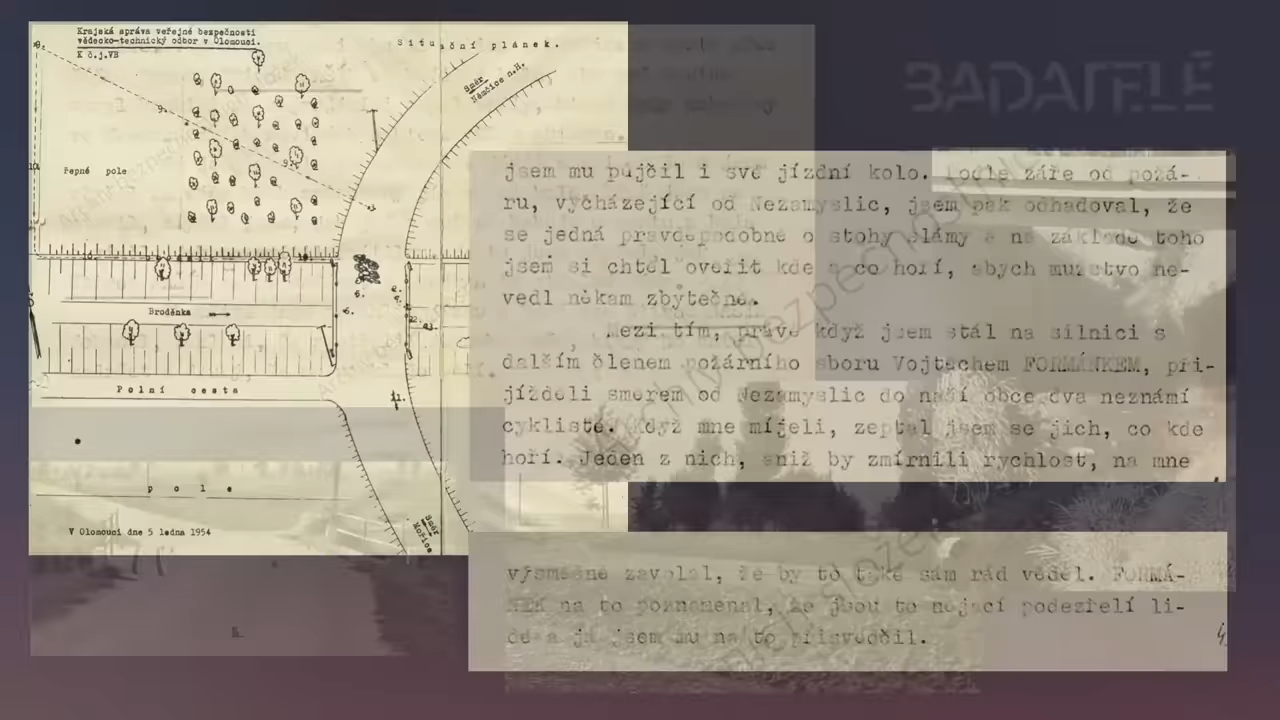 Krajská správa veřejné bezpečnosti
vědecko-technický odbor v Olomouci.
K č.j.VB
Situační plánek.
Směr
Němčice n.H.
Řepné pole
Broděnka
Polní cesta
pole
Směr
Mořice
V Olomouci dne 5 ledna 1954
BADATELÉ
jsem mu půjčil i své jízdní kolo. Podle záře od požá-
ru, vycházející od Nezamyslic, jsem pak odhadoval, že
se jedná pravděpodobně o stohy slámy a na základě toho
jsem si chtěl ověřit kde a co hoří, abych mužstvo ne-
vedl někam zbytečně.
Mezi tím, právě když jsem stál na silnici s
dalším členem požárního sboru Vojtěchem FORMÁNKEM, při-
jížděli směrem od Nezamyslic do naší obce dva neznámí
cyklisté. Když mne míjeli, zeptal jsem se jich, co kde
hoří. Jeden z nich, aniž by zmírnili rychlost, na mne
výsměšně zavolal, že by to také sám rád věděl. FORMÁ-
NEK na to poznamenal, že jsou to nějací podezřelí li-
dé a já jsem mu na to přisvědčil.